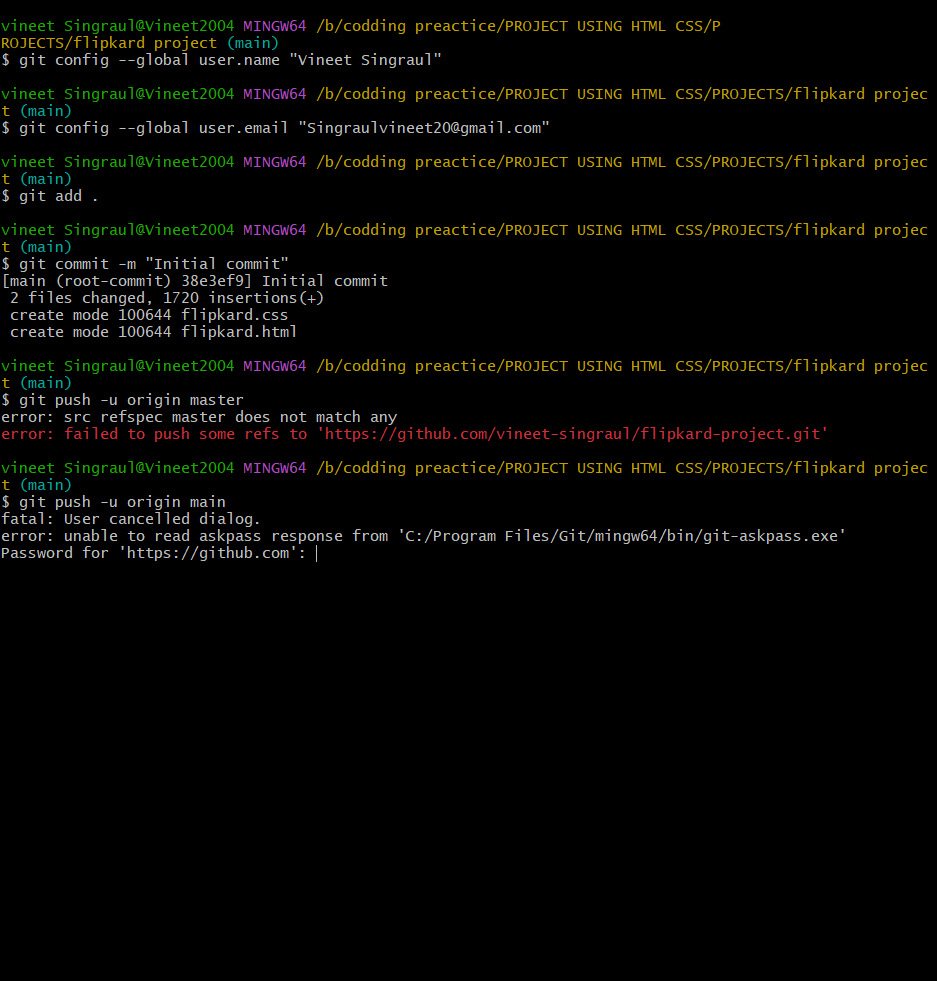 vineet Singraul@Vineet2004 MINGW64 /b/codding preactice/PROJECT USING HTML CSS/P
ROJECTS/flipkard project (main)
$ git config --global user.name "Vineet Singraul"
vineet Singraul@Vineet2004 MINGW64 /b/codding preactice/PROJECT USING HTML CSS/PROJECTS/flipkard projec
t (main)
$ git config --global user.email "Singraulvineet20@gmail.com"
vineet Singraul@Vineet2004 MINGW64 /b/codding preactice/PROJECT USING HTML CSS/PROJECTS/flipkard projec
t (main)
$ git add .
vineet Singraul@Vineet2004 MINGW64 /b/codding preactice/PROJECT USING HTML CSS/PROJECTS/flipkard projec
t (main)
$ git commit -m "Initial commit"
[main (root-commit) 38e3ef9] Initial commit
2 files changed, 1720 insertions(+)
create mode 100644 flipkard.css
create mode 100644 flipkard.html
vineet Singraul@Vineet2004 MINGW64 /b/codding preactice/PROJECT USING HTML CSS/PROJECTS/flipkard projec
t (main)
$ git push -u origin master
error: src refspec master does not match any
error: failed to push some refs to 'https://github.com/vineet-singraul/flipkard-project.git'
vineet Singraul@Vineet2004 MINGW64 /b/codding preactice/PROJECT USING HTML CSS/PROJECTS/flipkard projec
t (main)
$ git push -u origin main
fatal: User cancelled dialog.
error: unable to read askpass response from 'C:/Program Files/Git/mingw64/bin/git-askpass.exe'
Password for 'https://github.com':